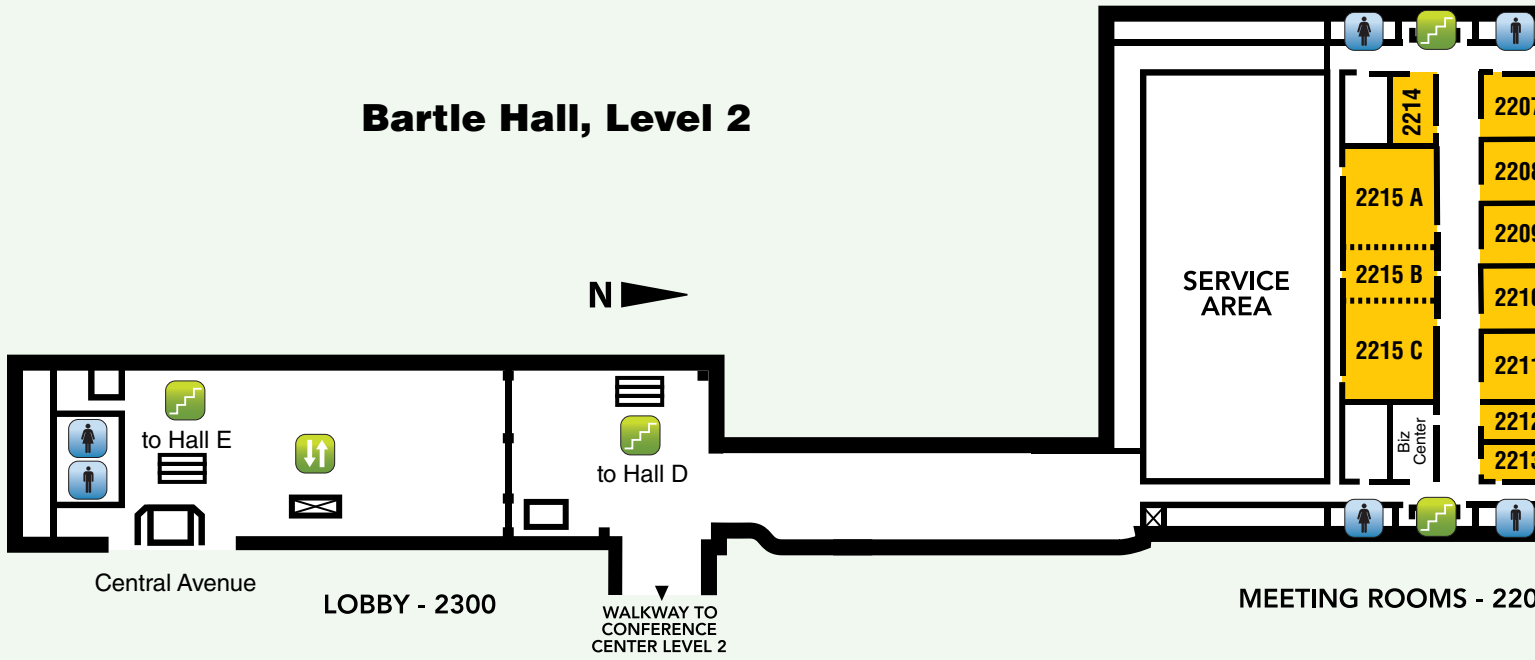 Bartle Hall, Level 2
N
SERVICE
AREA
2214
2215 A
2215 B
2215 C
Biz
Center
2207
2208
2209
2210
2211
2212
2213
to Hall E
to Hall D
Central Avenue
LOBBY - 2300
WALKWAY TO
CONFERENCE
CENTER LEVEL 2
MEETING ROOMS - 220